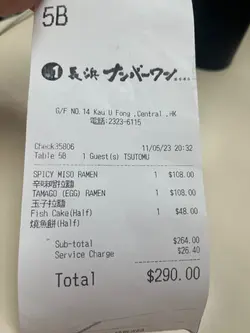 5B
長浜ナンバーワン
G/F NO.14 Kau U Fong ,Central ,HK
電話:2323-6115
Check35806 11/05/23 20:32
Table 5B 1 Guest(s) TSUTOMU
SPICY MISO RAMEN 1 $108.00
辛味噌拉麵
TAMAGO (EGG) RAMEN 1 $108.00
玉子拉麵
Fish Cake(Half) 1 $48.00
燒魚餅(Half)
Sub-total $264.00
Service Charge $26.40
Total $290.00